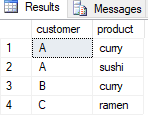 Results Messages
customer product
1 A curry
2 A sushi
3 B curry
4 C ramen